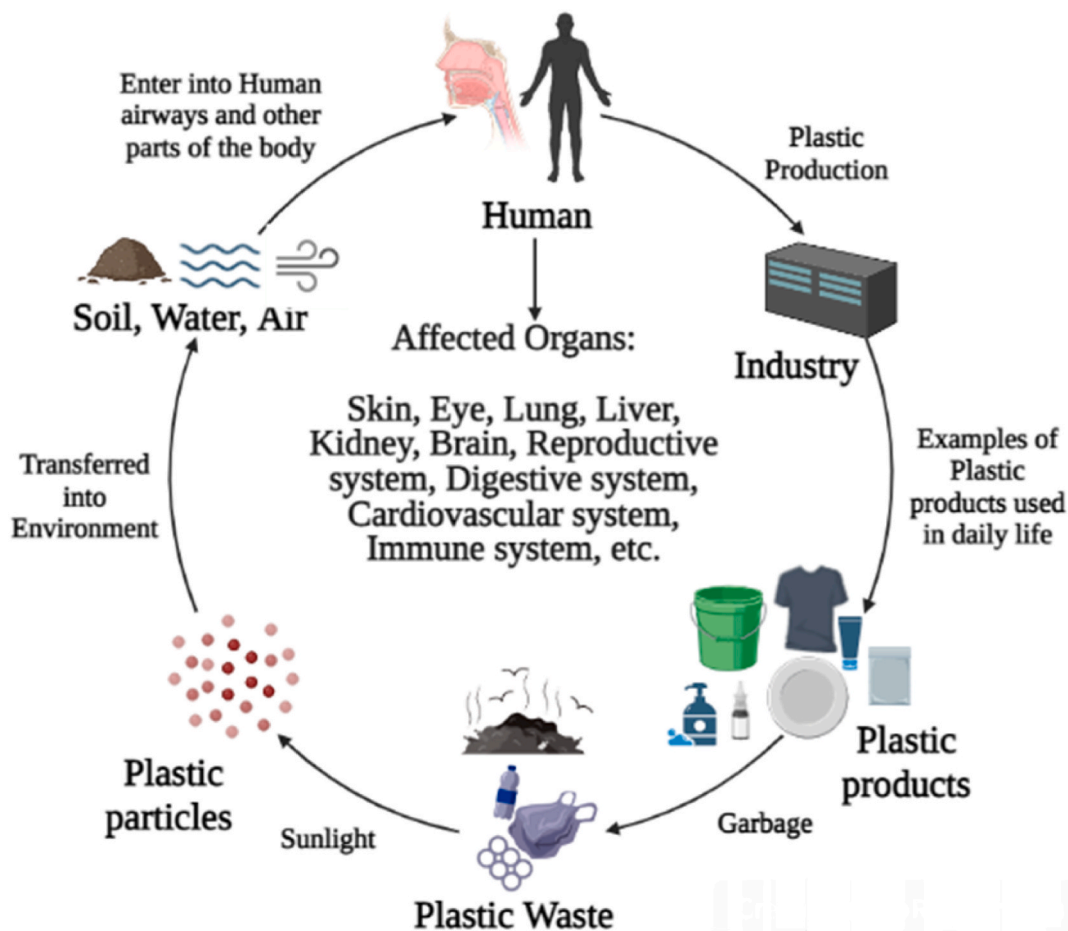 Enter into Human
airways and other
parts of the body
Human
Plastic
Production
Industry
Examples of
Plastic
products used
in daily life
Plastic
products
Garbage
Plastic Waste
Sunlight
Plastic
particles
Transferred
into
Environment
Soil, Water, Air
Affected Organs:
Skin, Eye, Lung, Liver,
Kidney, Brain, Reproductive
system, Digestive system,
Cardiovascular system,
Immune system, etc.